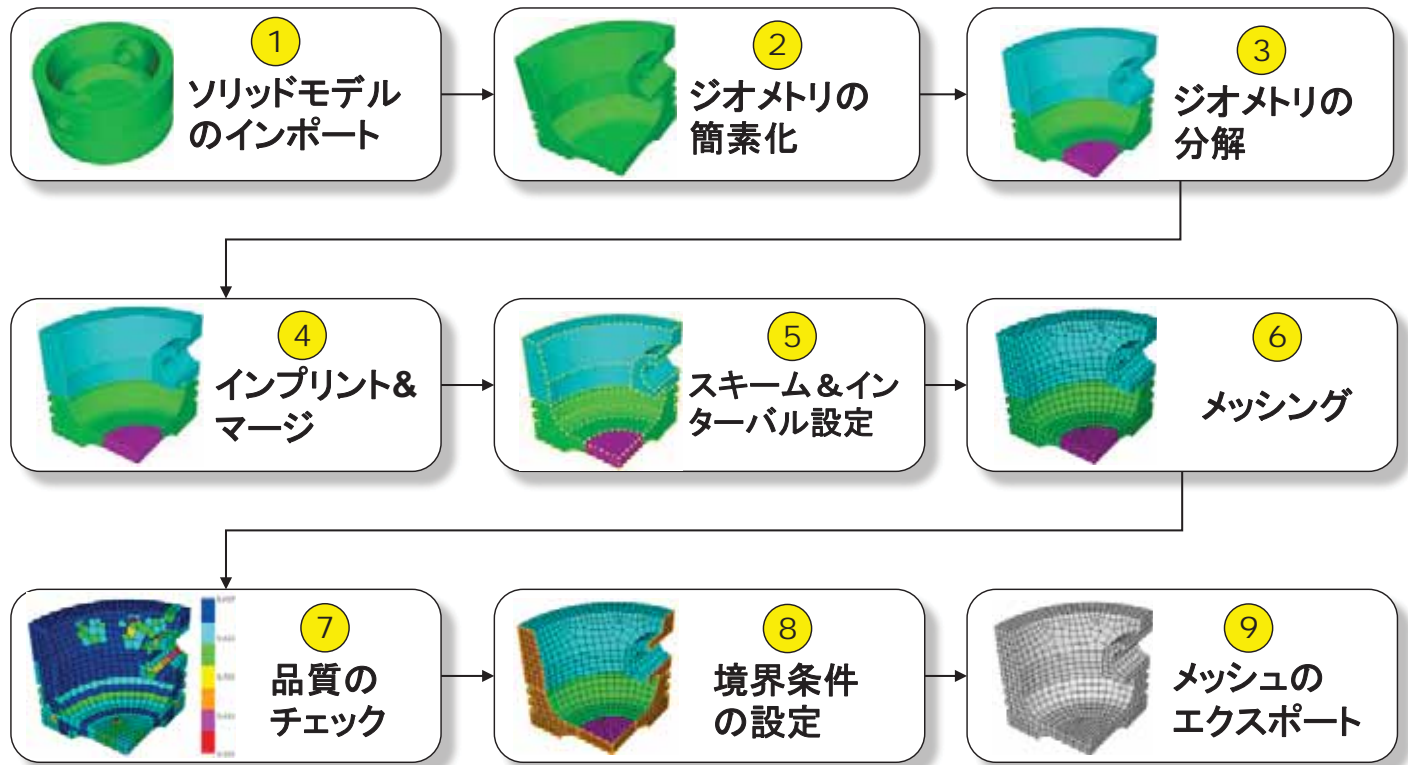 1
ソリッドモデル
のインポート
2
ジオメトリの
簡素化
3
ジオメトリの
分解
4
インプリント&
マージ
5
スキーム&イン
ターバル設定
6
メッシング
7
品質の
チェック
8
境界条件
の設定
9
メッシュの
エクスポート